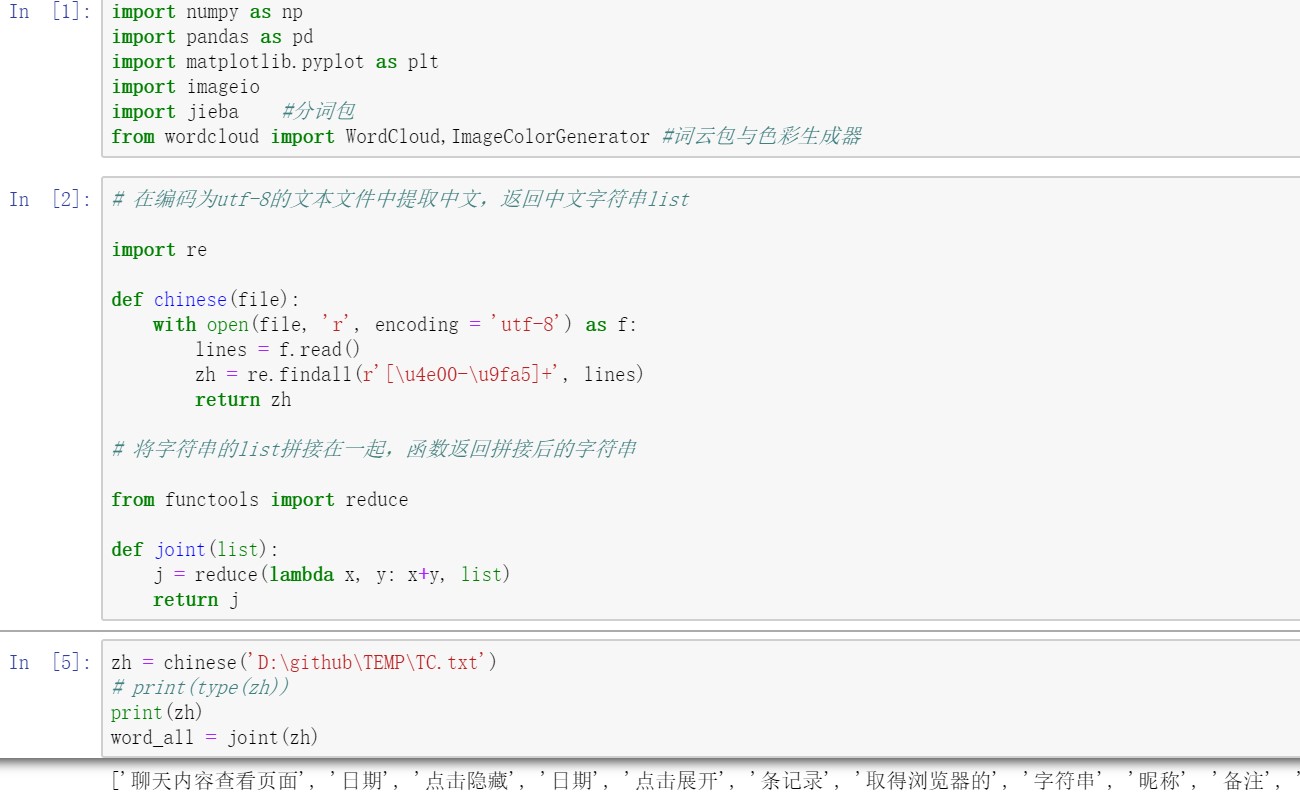 In [1]: import numpy as np
import pandas as pd
import matplotlib.pyplot as plt
import imageio
import jieba    #分词包
from wordcloud import WordCloud,ImageColorGenerator #词云包与色彩生成器
In [2]: # 在编码为utf-8的文本文件中提取中文，返回中文字符串list
import re
def chinese(file):
    with open(file, 'r', encoding = 'utf-8') as f:
        lines = f.read()
        zh = re.findall(r'[\u4e00-\u9fa5]+', lines)
        return zh
# 将字符串的list拼接在一起，函数返回拼接后的字符串
from functools import reduce
def joint(list):
    j = reduce(lambda x, y: x+y, list)
    return j
In [5]: zh = chinese('D:\github\TEMP\TC.txt')
# print(type(zh))
print(zh)
word_all = joint(zh)
['聊天内容查看页面', '日期', '点击隐藏', '日期', '点击展开', '条记录', '取得浏览器的', '字符串', '昵称', '备注', '